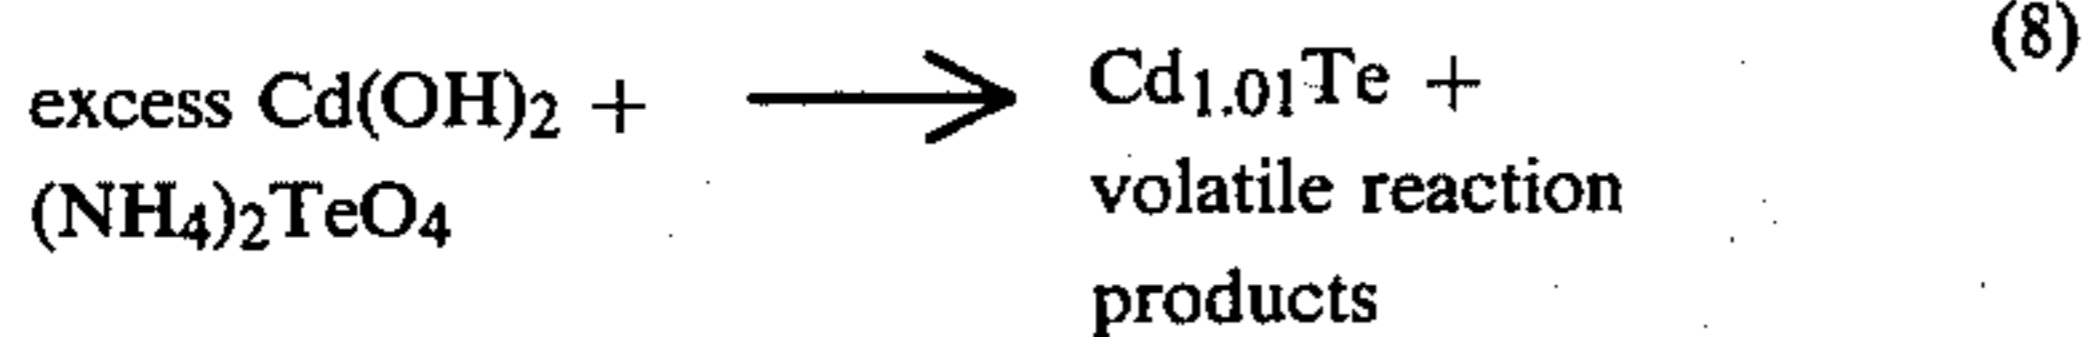 excess Cd(OH)2 + ⟶ Cd1.01Te + (8)
(NH4)2TeO4 volatile reaction
products